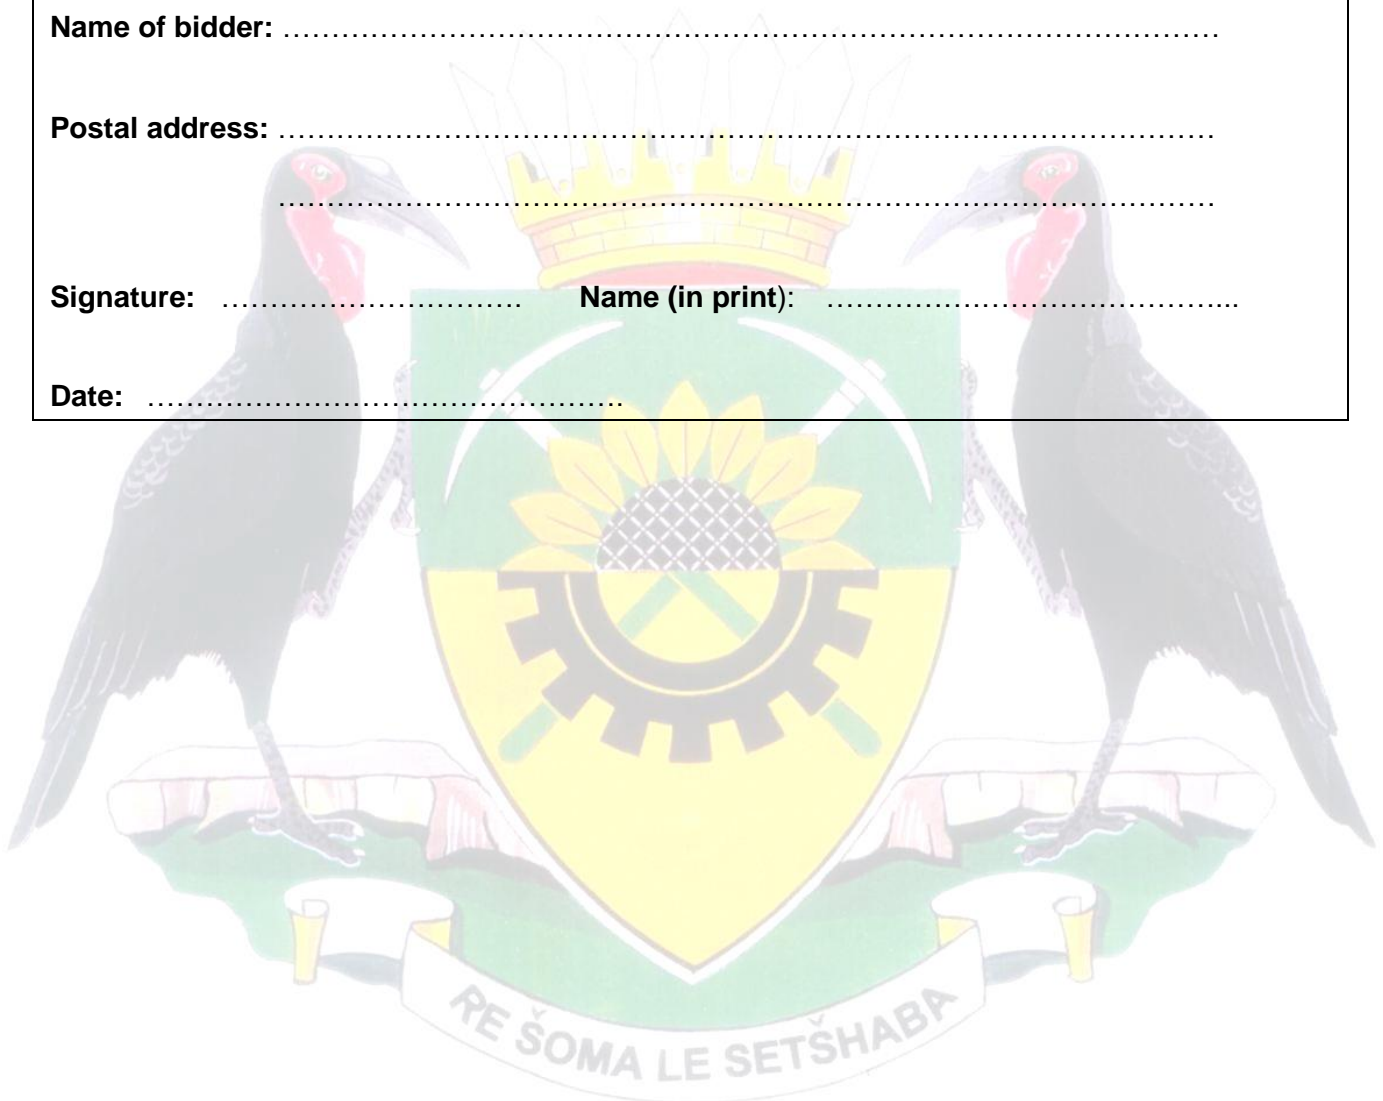 Name of bidder: ……………………………………………………………………………………
Postal address: ……………………………………………………………………………………
……………………………………………………………………………………
Signature: …………………………. Name (in print): …………………………………...
Date: ………………………………………….
RE ŠOMA LE SETŠHABA